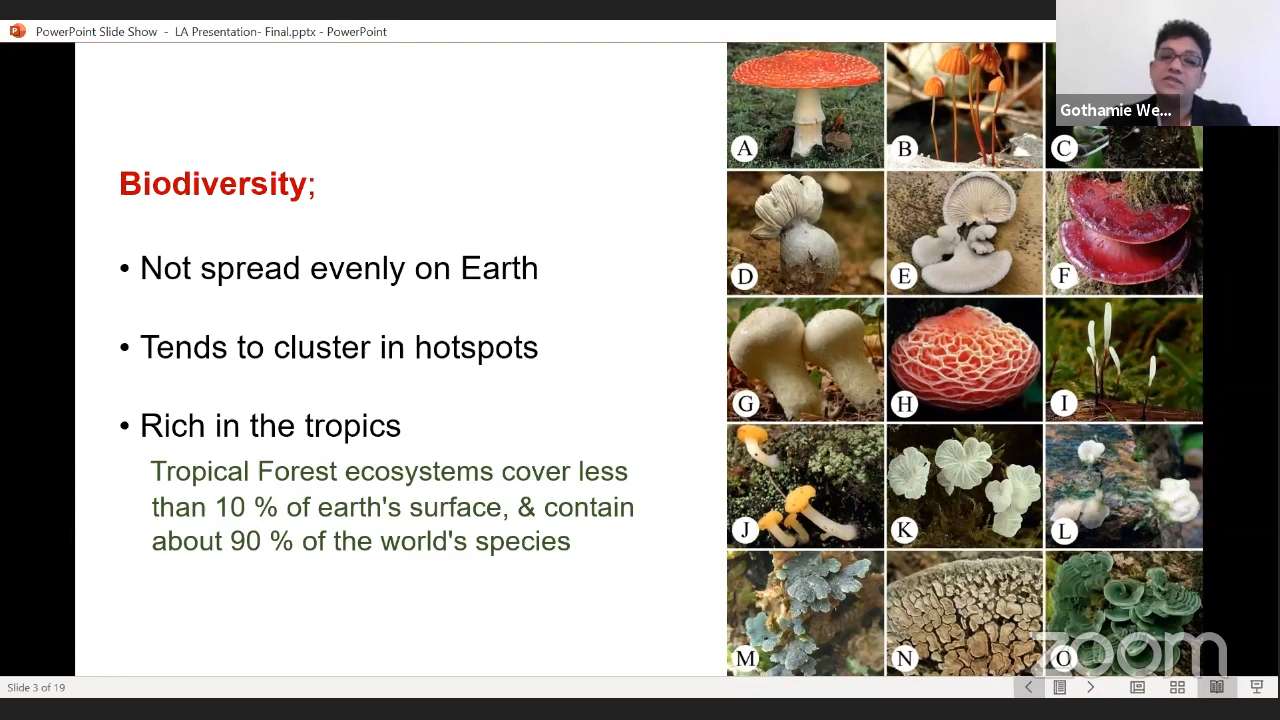 PowerPoint Slide Show - LA Presentation- Final.pptx - PowerPoint
Gothamie We...
Biodiversity;
• Not spread evenly on Earth
• Tends to cluster in hotspots
• Rich in the tropics
Tropical Forest ecosystems cover less
than 10 % of earth's surface, & contain
about 90 % of the world's species
A B C
D E F
G H I
J K L
M N O
zoom
Slide 3 of 19